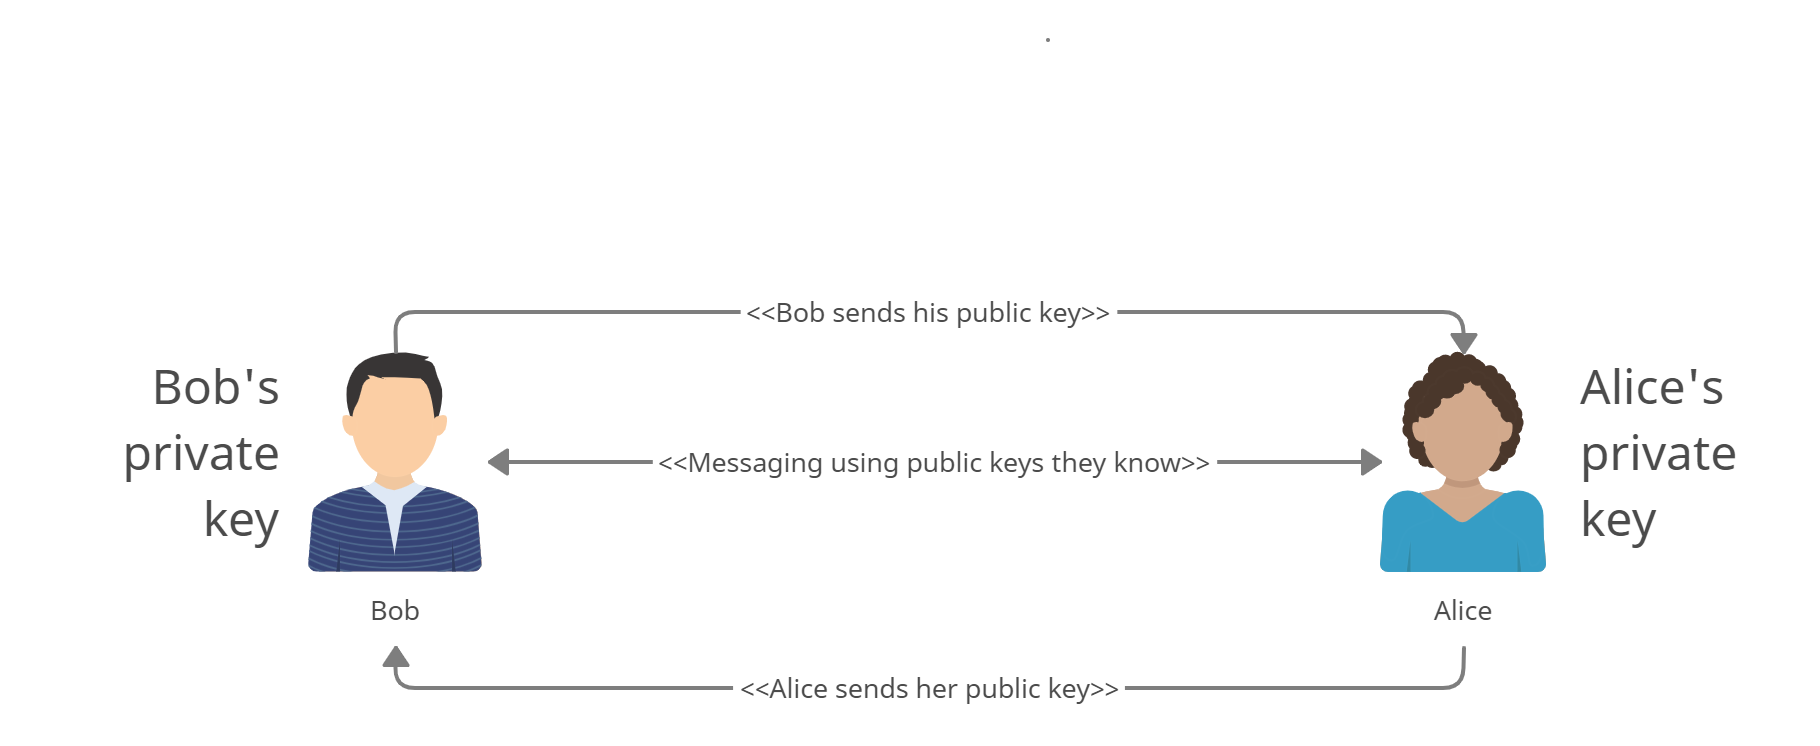 <<Bob sends his public key>>
Bob's
private
key
<<Messaging using public keys they know>>
Alice's
private
key
Bob
Alice
<<Alice sends her public key>>